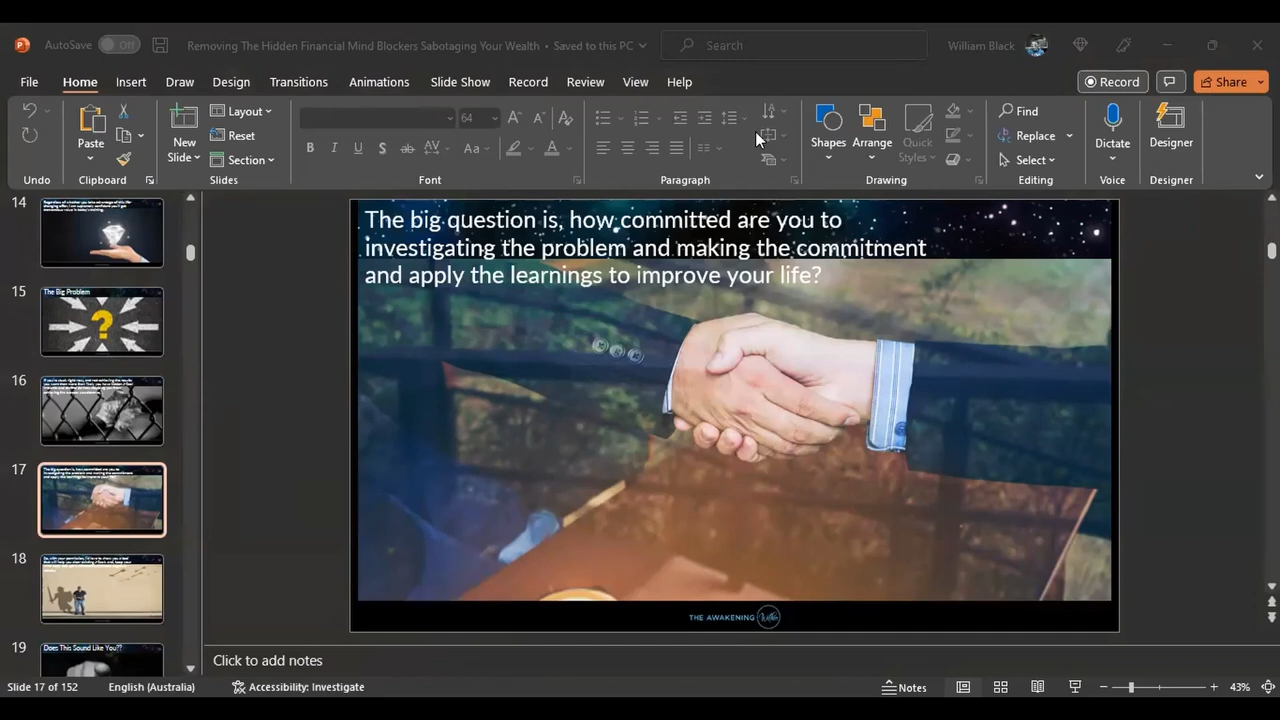 AutoSave Off Removing The Hidden Financial Mind Blockers Sabotaging Your Wealth • Saved to this PC Search William Black
File Home Insert Draw Design Transitions Animations Slide Show Record Review View Help Record Share
Paste New Slide Layout Reset Section 64 Shapes Arrange Quick Styles Find Replace Select Dictate Designer
Undo Clipboard Slides Font Paragraph Drawing Editing Voice Designer
14
15
The Big Problem
16
17
18
19
Does This Sound Like You??
The big question is, how committed are you to
investigating the problem and making the commitment
and apply the learnings to improve your life?
THE AWAKENING Within
Click to add notes
Slide 17 of 152 English (Australia) Accessibility: Investigate Notes 43%